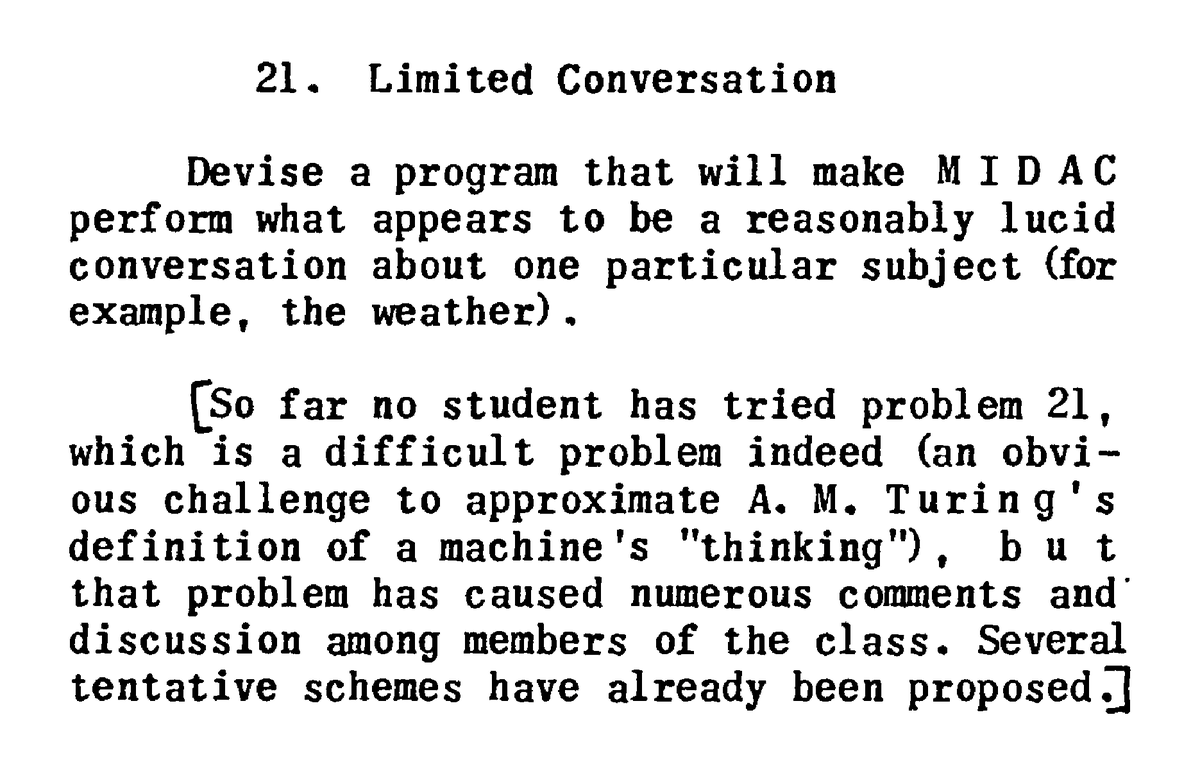 21. Limited Conversation
Devise a program that will make M I D A C
perform what appears to be a reasonably lucid
conversation about one particular subject (for
example, the weather).
[So far no student has tried problem 21,
which is a difficult problem indeed (an obvi-
ous challenge to approximate A. M. Turing's
definition of a machine's "thinking"), b u t
that problem has caused numerous comments and
discussion among members of the class. Several
tentative schemes have already been proposed.]